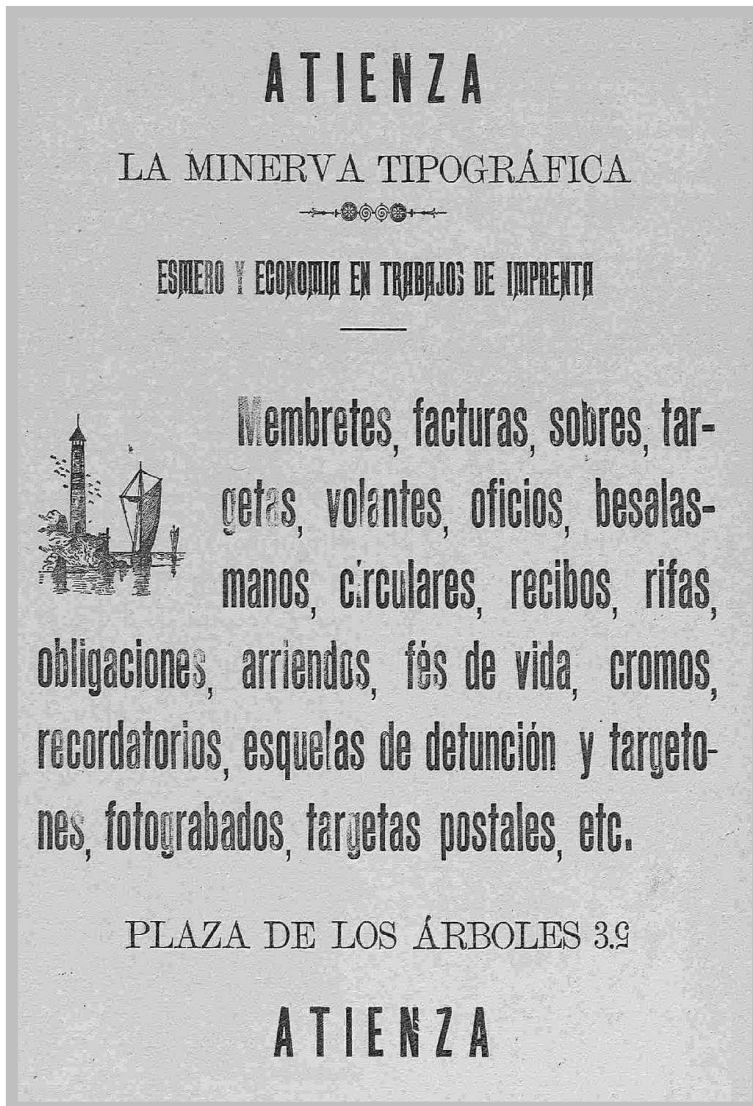 ATIENZA
LA MINERVA TIPOGRÁFICA
ESMERO Y ECONOMIA EN TRABAJOS DE IMPRENTA
Membretes, facturas, sobres, tar-
getas, volantes, oficios, besalas-
manos, circulares, recibos, rifas,
obligaciones, arriendos, fés de vida, cromos,
recordatorios, esquelas de defunción y targeto-
nes, fotograbados, targetas postales, etc.
PLAZA DE LOS ÁRBOLES
ATIENZA